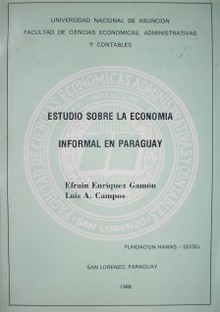 UNIVERSIDAD NACIONAL DE ASUNCION
FACULTAD DE CIENCIAS ECONOMICAS, ADMINISTRATIVAS
Y CONTABLES
ESTUDIO SOBRE LA ECONOMIA
INFORMAL EN PARAGUAY
Efraín Enríquez Gamón
Luis A. Campos
FUNDACION HANNS - SEIDEL
SAN LORENZO, PARAGUAY